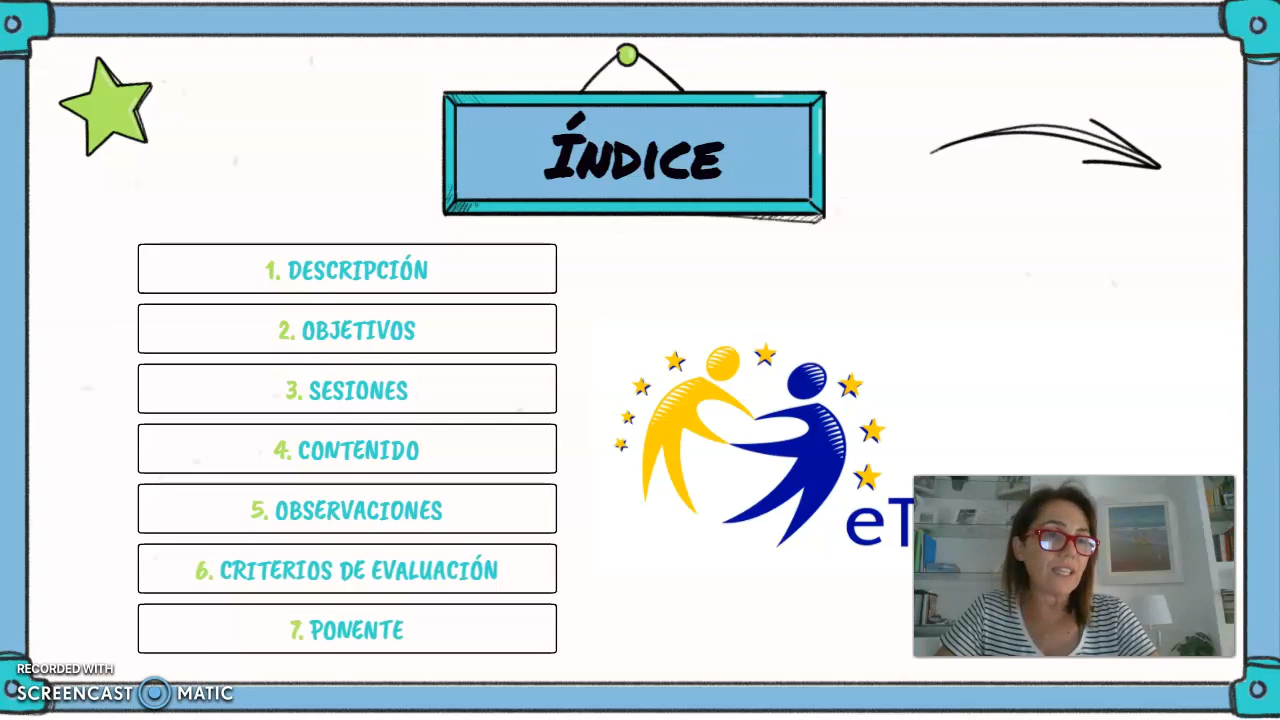 ÍNDICE
1. DESCRIPCIÓN
2. OBJETIVOS
3. SESIONES
4. CONTENIDO
5. OBSERVACIONES
6. CRITERIOS DE EVALUACIÓN
7. PONENTE
eT
RECORDED WITH
SCREENCAST MATIC